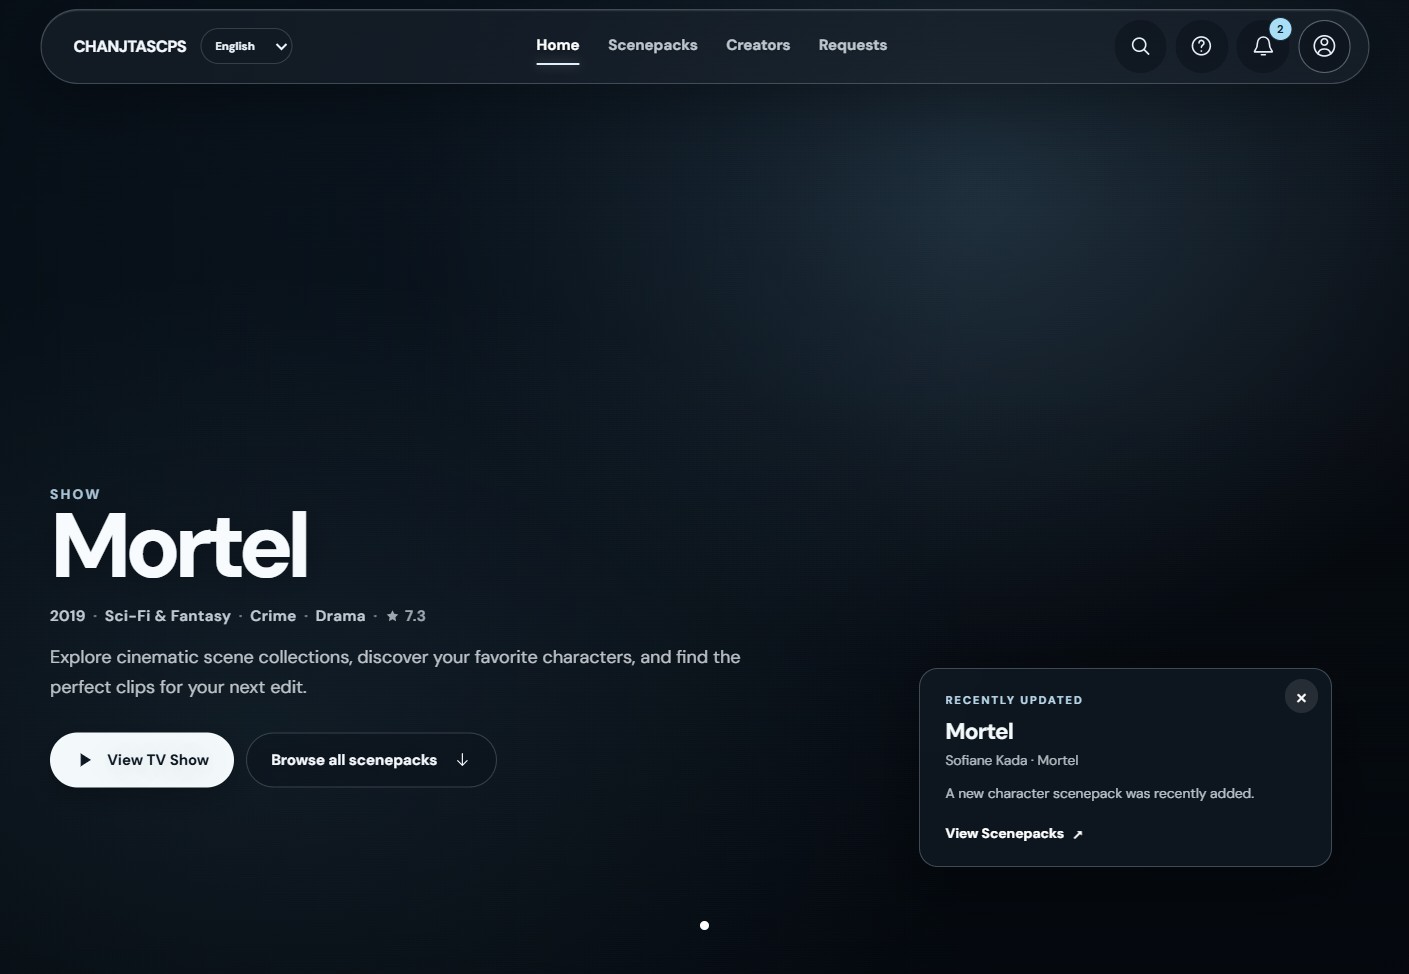 CHANJTASCPS
English
Home
Scenepacks
Creators
Requests
2
SHOW
Mortel
2019 · Sci-Fi & Fantasy · Crime · Drama · ★ 7.3
Explore cinematic scene collections, discover your favorite characters, and find the
perfect clips for your next edit.
View TV Show
Browse all scenepacks ↓
RECENTLY UPDATED
Mortel
Sofiane Kada · Mortel
A new character scenepack was recently added.
View Scenepacks ↗